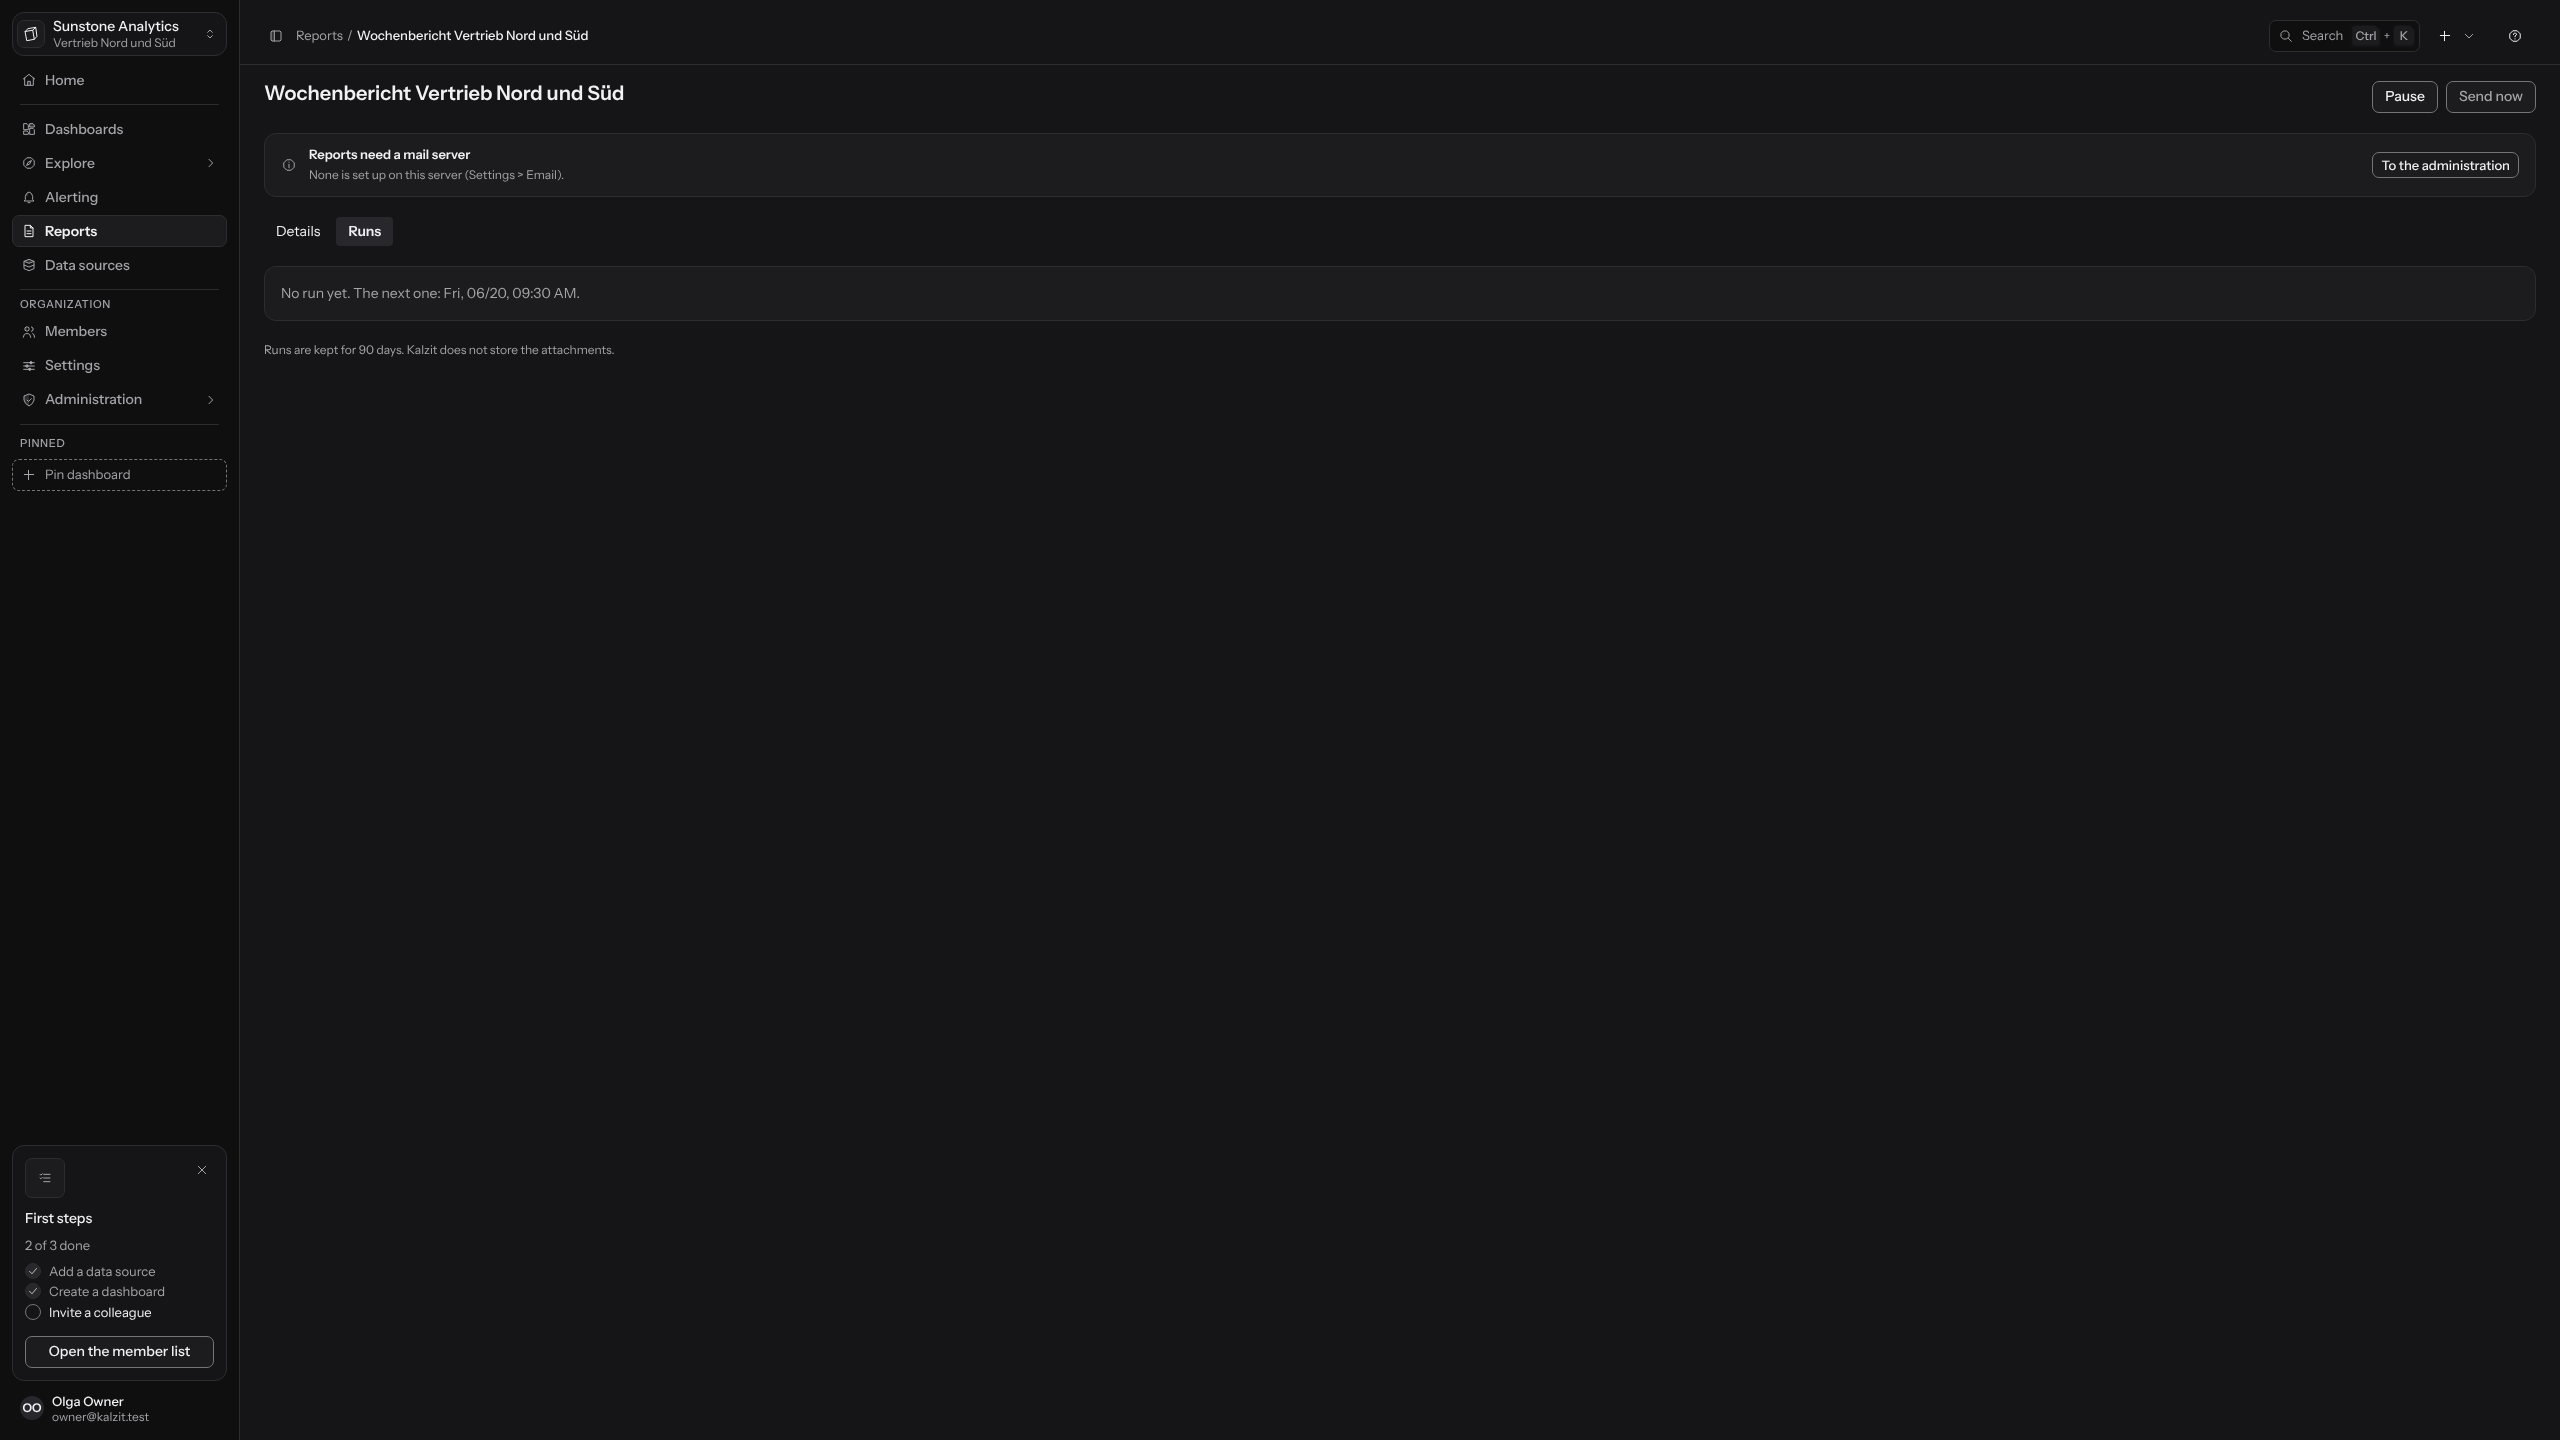 Sunstone Analytics
Vertrieb Nord und Süd
Home
Dashboards
Explore
Alerting
Reports
Data sources
ORGANIZATION
Members
Settings
Administration
PINNED
Pin dashboard
First steps
2 of 3 done
Add a data source
Create a dashboard
Invite a colleague
Open the member list
OO
Olga Owner
owner@kalzit.test
Reports / Wochenbericht Vertrieb Nord und Süd
Search Ctrl + K
Wochenbericht Vertrieb Nord und Süd
Pause
Send now
Reports need a mail server
None is set up on this server (Settings > Email).
To the administration
Details
Runs
No run yet. The next one: Fri, 06/20, 09:30 AM.
Runs are kept for 90 days. Kalzit does not store the attachments.